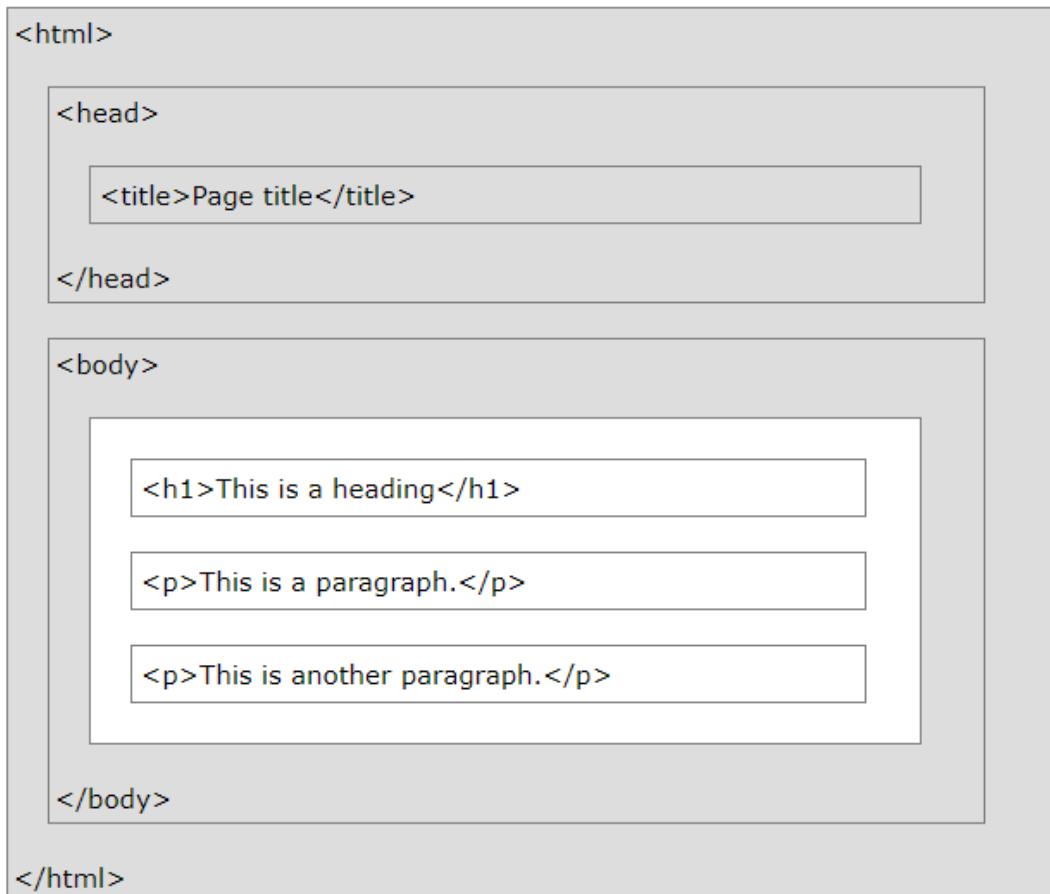 <html>
<head>
<title>Page title</title>
</head>
<body>
<h1>This is a heading</h1>
<p>This is a paragraph.</p>
<p>This is another paragraph.</p>
</body>
</html>